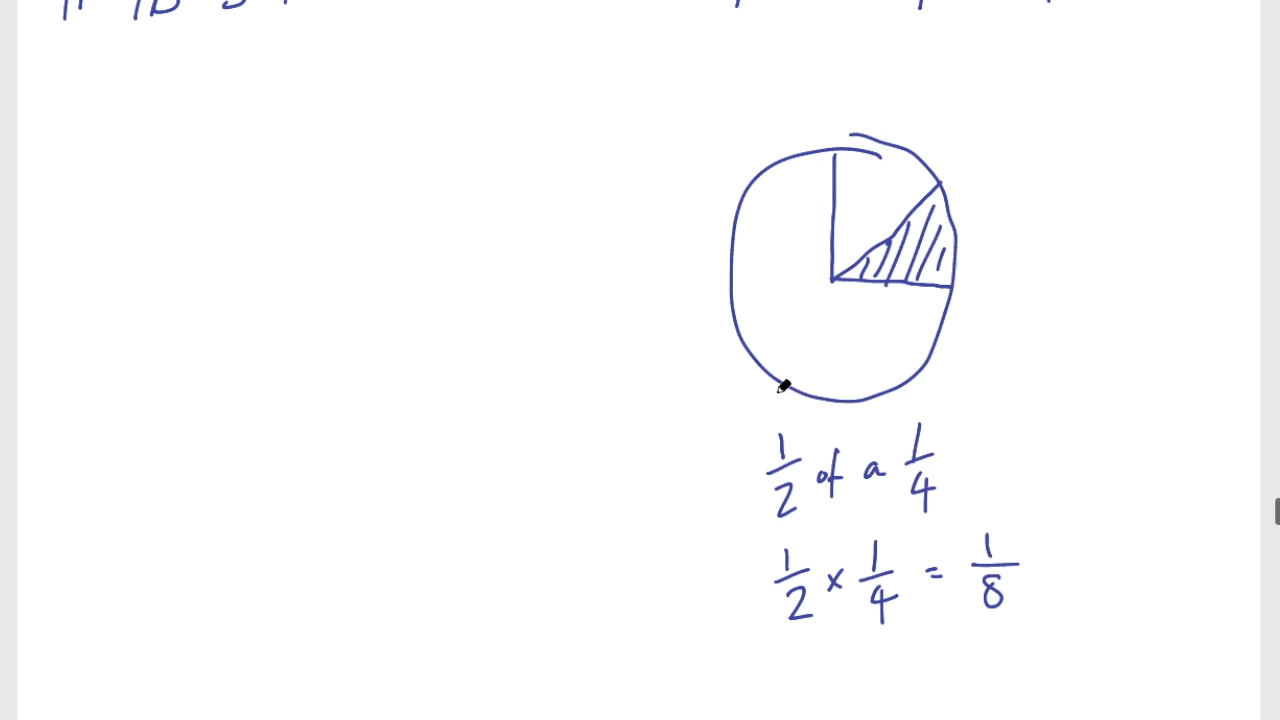 1/2 of a 1/4
1/2 x 1/4 = 1/8